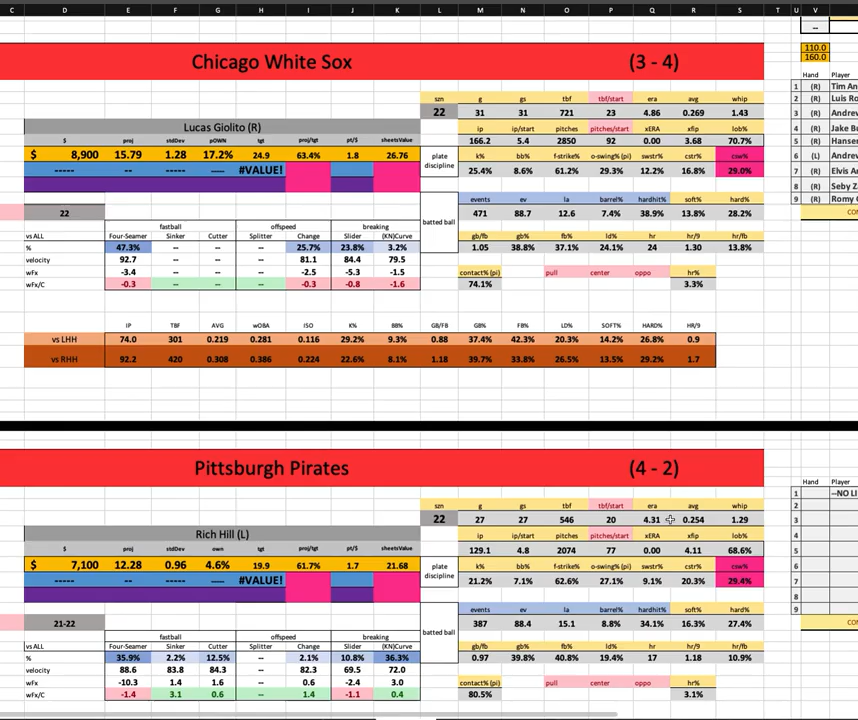 C D E F G H I J K L M N O P Q R S T U V W
--
110.0
160.0
Chicago White Sox (3 - 4)
Hand Player
szn g gs tbf tbf/start era avg whip
22 31 31 721 23 4.86 0.269 1.43
Lucas Giolito (R)
ip ip/start pitches pitches/start xERA xfip lob%
166.2 5.4 2850 92 0.00 3.68 70.7%
$ proj stdDev pOWN tgt proj/tgt pt/$ sheetsValue
$ 8,900 15.79 1.28 17.2% 24.9 63.4% 1.8 26.76
plate discipline
k% bb% f-strike% o-swing% (pi) swstr% cstr% csw%
25.4% 8.6% 61.2% 29.3% 12.2% 16.8% 29.0%
----- -- ---- ---- #VALUE!
1 (R) Tim An
2 (R) Luis Ro
3 (R) Andrew
4 (R) Jake B
5 (R) Hanser
6 (L) Andrew
7 (R) Elvis A
8 (R) Seby Z
9 (R) Romy G
COM
22
batted ball
events ev la barrel% hardhit% soft% hard%
471 88.7 12.6 7.4% 38.9% 13.8% 28.2%
gb/fb gb% fb% ld% hr hr/9 hr/fb
1.05 38.8% 37.1% 24.1% 24 1.30 13.8%
contact% (pi) pull center oppo hr%
74.1% 3.3%
fastball offspeed breaking
vs ALL Four-Seamer Sinker Cutter Splitter Change Slider (KN)Curve
% 47.3% -- -- -- 25.7% 23.8% 3.2%
velocity 92.7 -- -- -- 81.1 84.4 79.5
wFx -3.4 -- -- -- -2.5 -5.3 -1.5
wFx/C -0.3 -- -- -- -0.3 -0.8 -1.6
IP TBF AVG wOBA ISO K% BB% GB/FB GB% FB% LD% SOFT% HARD% HR/9
vs LHH 74.0 301 0.219 0.281 0.116 29.2% 9.3% 0.88 37.4% 42.3% 20.3% 14.2% 26.8% 0.9
vs RHH 92.2 420 0.308 0.386 0.224 22.6% 8.1% 1.18 39.7% 33.8% 26.5% 13.5% 29.2% 1.7
Pittsburgh Pirates (4 - 2)
Hand Player
1 --NO LI
2
3
4
5
6
7
8
9
COM
szn g gs tbf tbf/start era avg whip
22 27 27 546 20 4.31 0.254 1.29
Rich Hill (L)
ip ip/start pitches pitches/start xERA xfip lob%
129.1 4.8 2074 77 0.00 4.11 68.6%
$ proj stdDev own tgt proj/tgt pt/$ sheetsValue
$ 7,100 12.28 0.96 4.6% 19.9 61.7% 1.7 21.68
plate discipline
k% bb% f-strike% o-swing% (pi) swstr% cstr% csw%
21.2% 7.1% 62.6% 27.1% 9.1% 20.3% 29.4%
----- -- ---- ---- #VALUE!
21-22
batted ball
events ev la barrel% hardhit% soft% hard%
387 88.4 15.1 8.8% 34.1% 16.3% 27.4%
gb/fb gb% fb% ld% hr hr/9 hr/fb
0.97 39.8% 40.8% 19.4% 17 1.18 10.9%
contact% (pi) pull center oppo hr%
80.5% 3.1%
fastball offspeed breaking
vs ALL Four-Seamer Sinker Cutter Splitter Change Slider (KN)Curve
% 35.9% 2.2% 12.5% -- 2.1% 10.8% 36.3%
velocity 88.6 83.8 84.3 -- 82.3 69.5 72.0
wFx -10.3 1.4 1.6 -- 0.6 -2.4 3.0
wFx/C -1.4 3.1 0.6 -- 1.4 -1.1 0.4